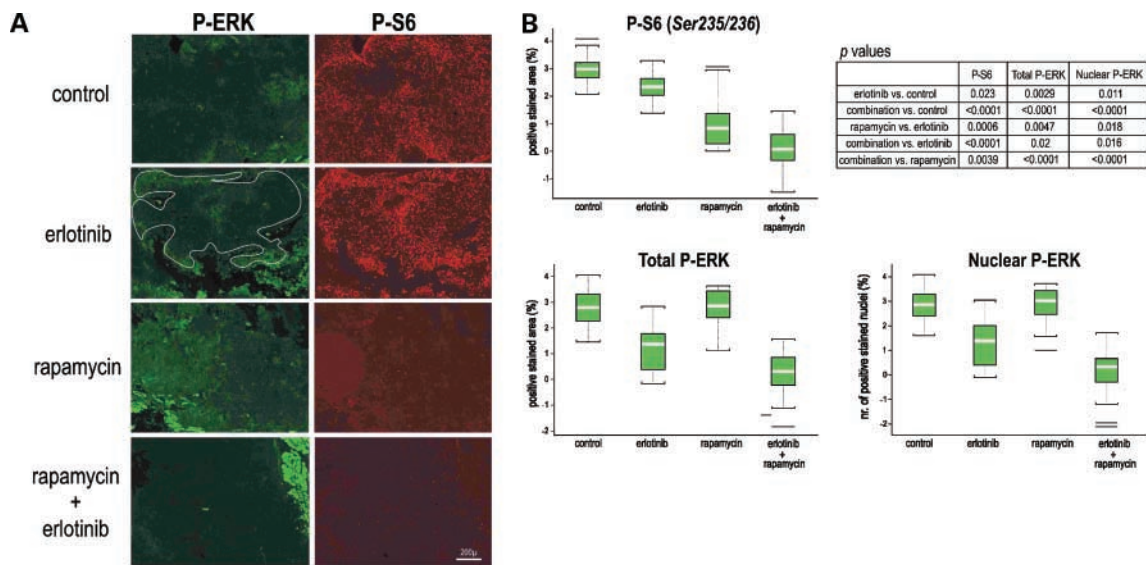 A
P-ERK P-S6
control
erlotinib
rapamycin
rapamycin
+
erlotinib
200µ
B
P-S6 (Ser235/236)
positive stained area (%)
4
3
2
1
0
-1
control erlotinib rapamycin erlotinib
+
rapamycin
p values
P-S6 Total P-ERK Nuclear P-ERK
erlotinib vs. control 0.023 0.0029 0.011
combination vs. control <0.0001 <0.0001 <0.0001
rapamycin vs. erlotinib 0.0006 0.0047 0.018
combination vs. erlotinib <0.0001 0.02 0.016
combination vs. rapamycin 0.0039 <0.0001 <0.0001
Total P-ERK
positive stained area (%)
4
3
2
1
0
-1
-2
control erlotinib rapamycin erlotinib
+
rapamycin
Nuclear P-ERK
nr. of positive stained nuclei (%)
4
3
2
1
0
-1
-2
control erlotinib rapamycin erlotinib
+
rapamycin